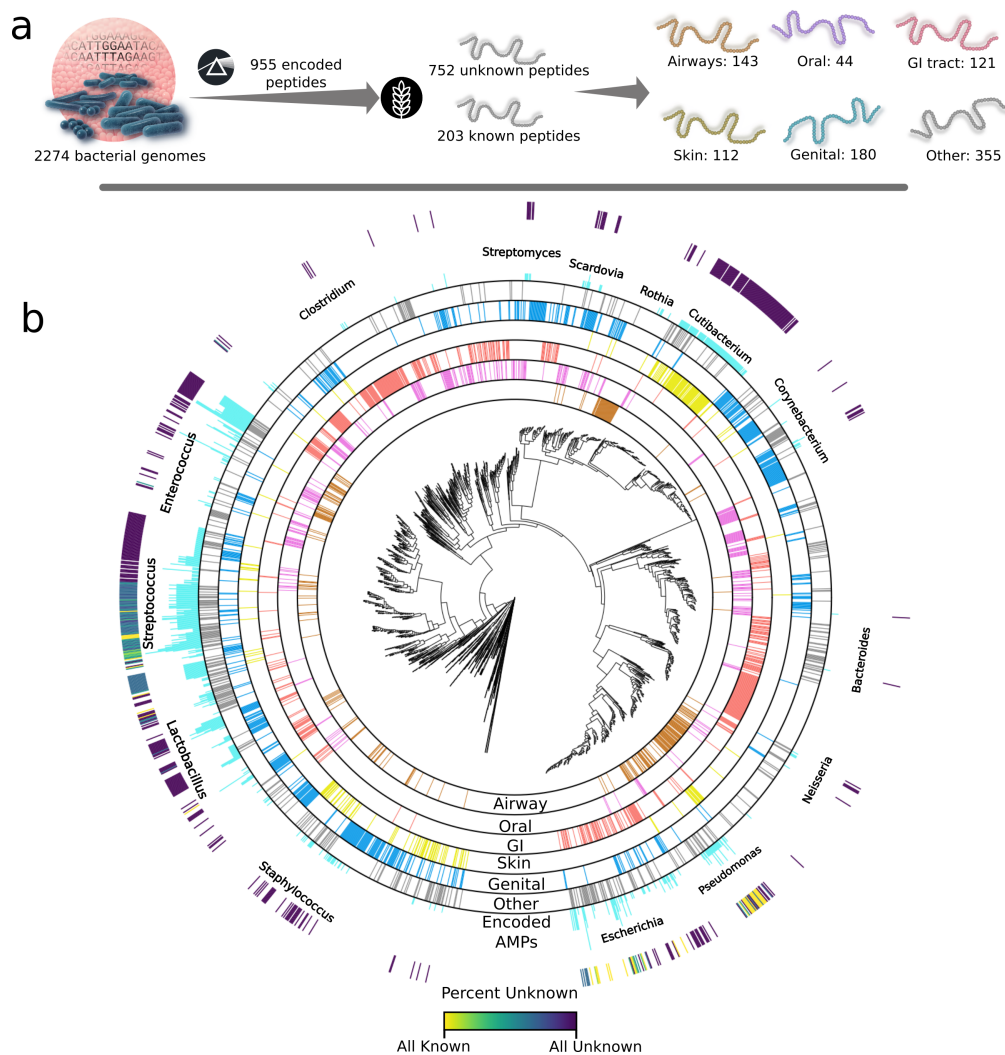 a
CATTGGAATACA
ACAATTTAGAAGT
955 encoded
peptides
2274 bacterial genomes
752 unknown peptides
203 known peptides
Airways: 143
Oral: 44
GI tract: 121
Skin: 112
Genital: 180
Other: 355
b
Streptomyces
Scardovia
Rothia
Cutibacterium
Corynebacterium
Bacteroides
Neisseria
Pseudomonas
Escherichia
Staphylococcus
Lactobacillus
Streptococcus
Enterococcus
Clostridium
Airway
Oral
GI
Skin
Genital
Other
Encoded
AMPs
Percent Unknown
All Known
All Unknown